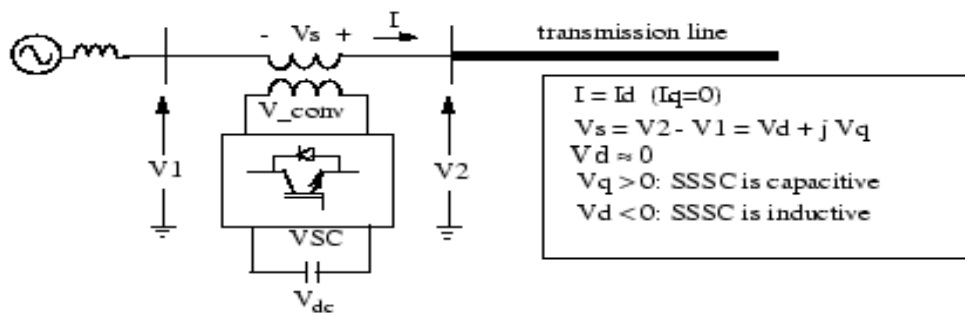 - Vs +
I
transmission line
V_conv
V1
V2
VSC
Vdc
I = Id (Iq=0)
Vs = V2 - V1 = Vd + j Vq
Vd ≈ 0
Vq > 0: SSSC is capacitive
Vd < 0: SSSC is inductive